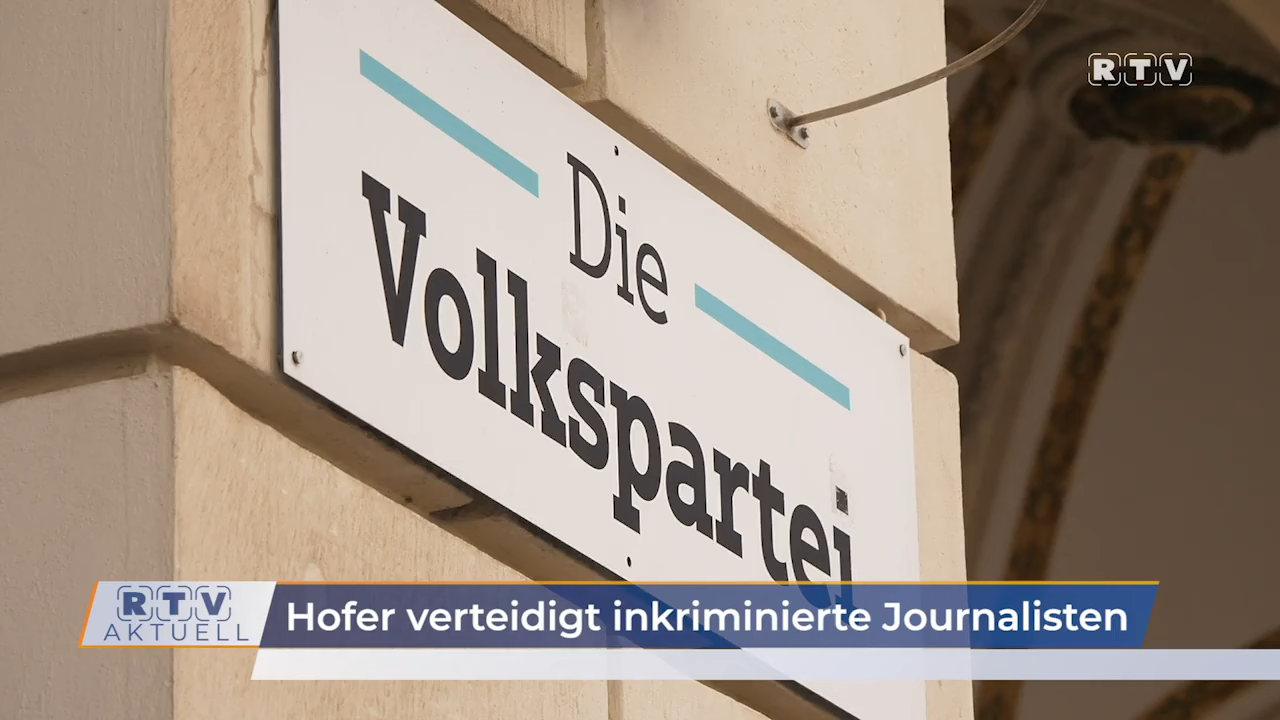 RTV
Die
Volkspartei
RTV
AKTUELL
Hofer verteidigt inkriminierte Journalisten